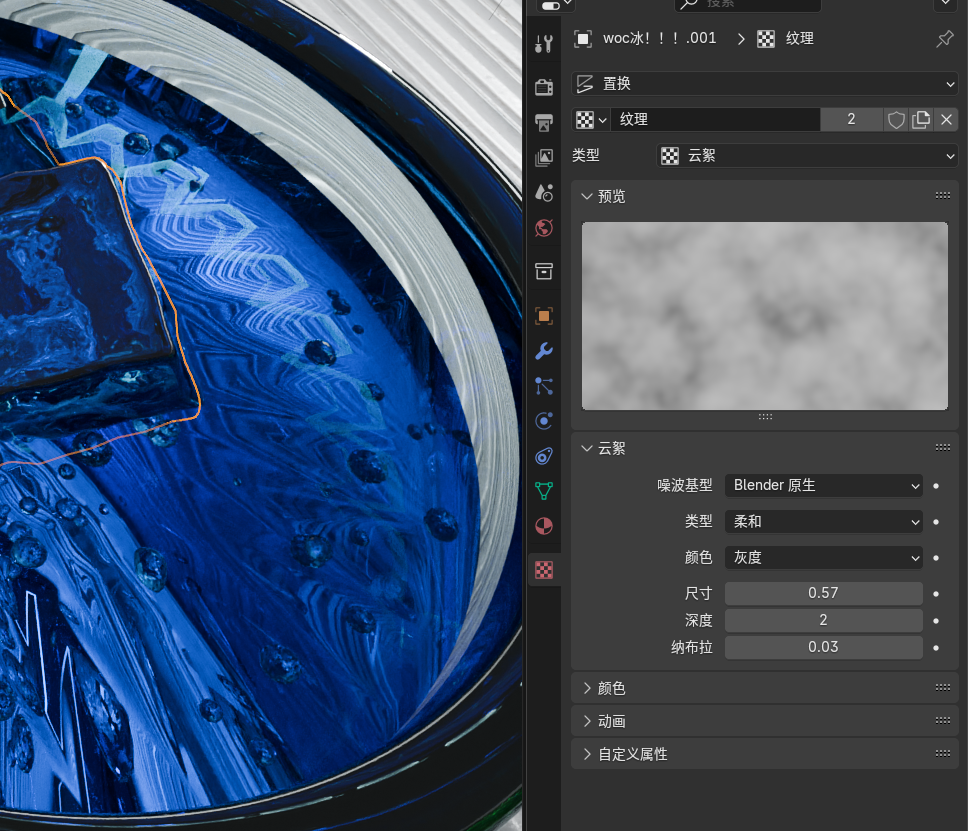 搜索
woc冰！！！.001 纹理
置换
纹理 2
类型 云絮
预览
云絮
噪波基型 Blender 原生
类型 柔和
颜色 灰度
尺寸 0.57
深度 2
纳布拉 0.03
颜色
动画
自定义属性